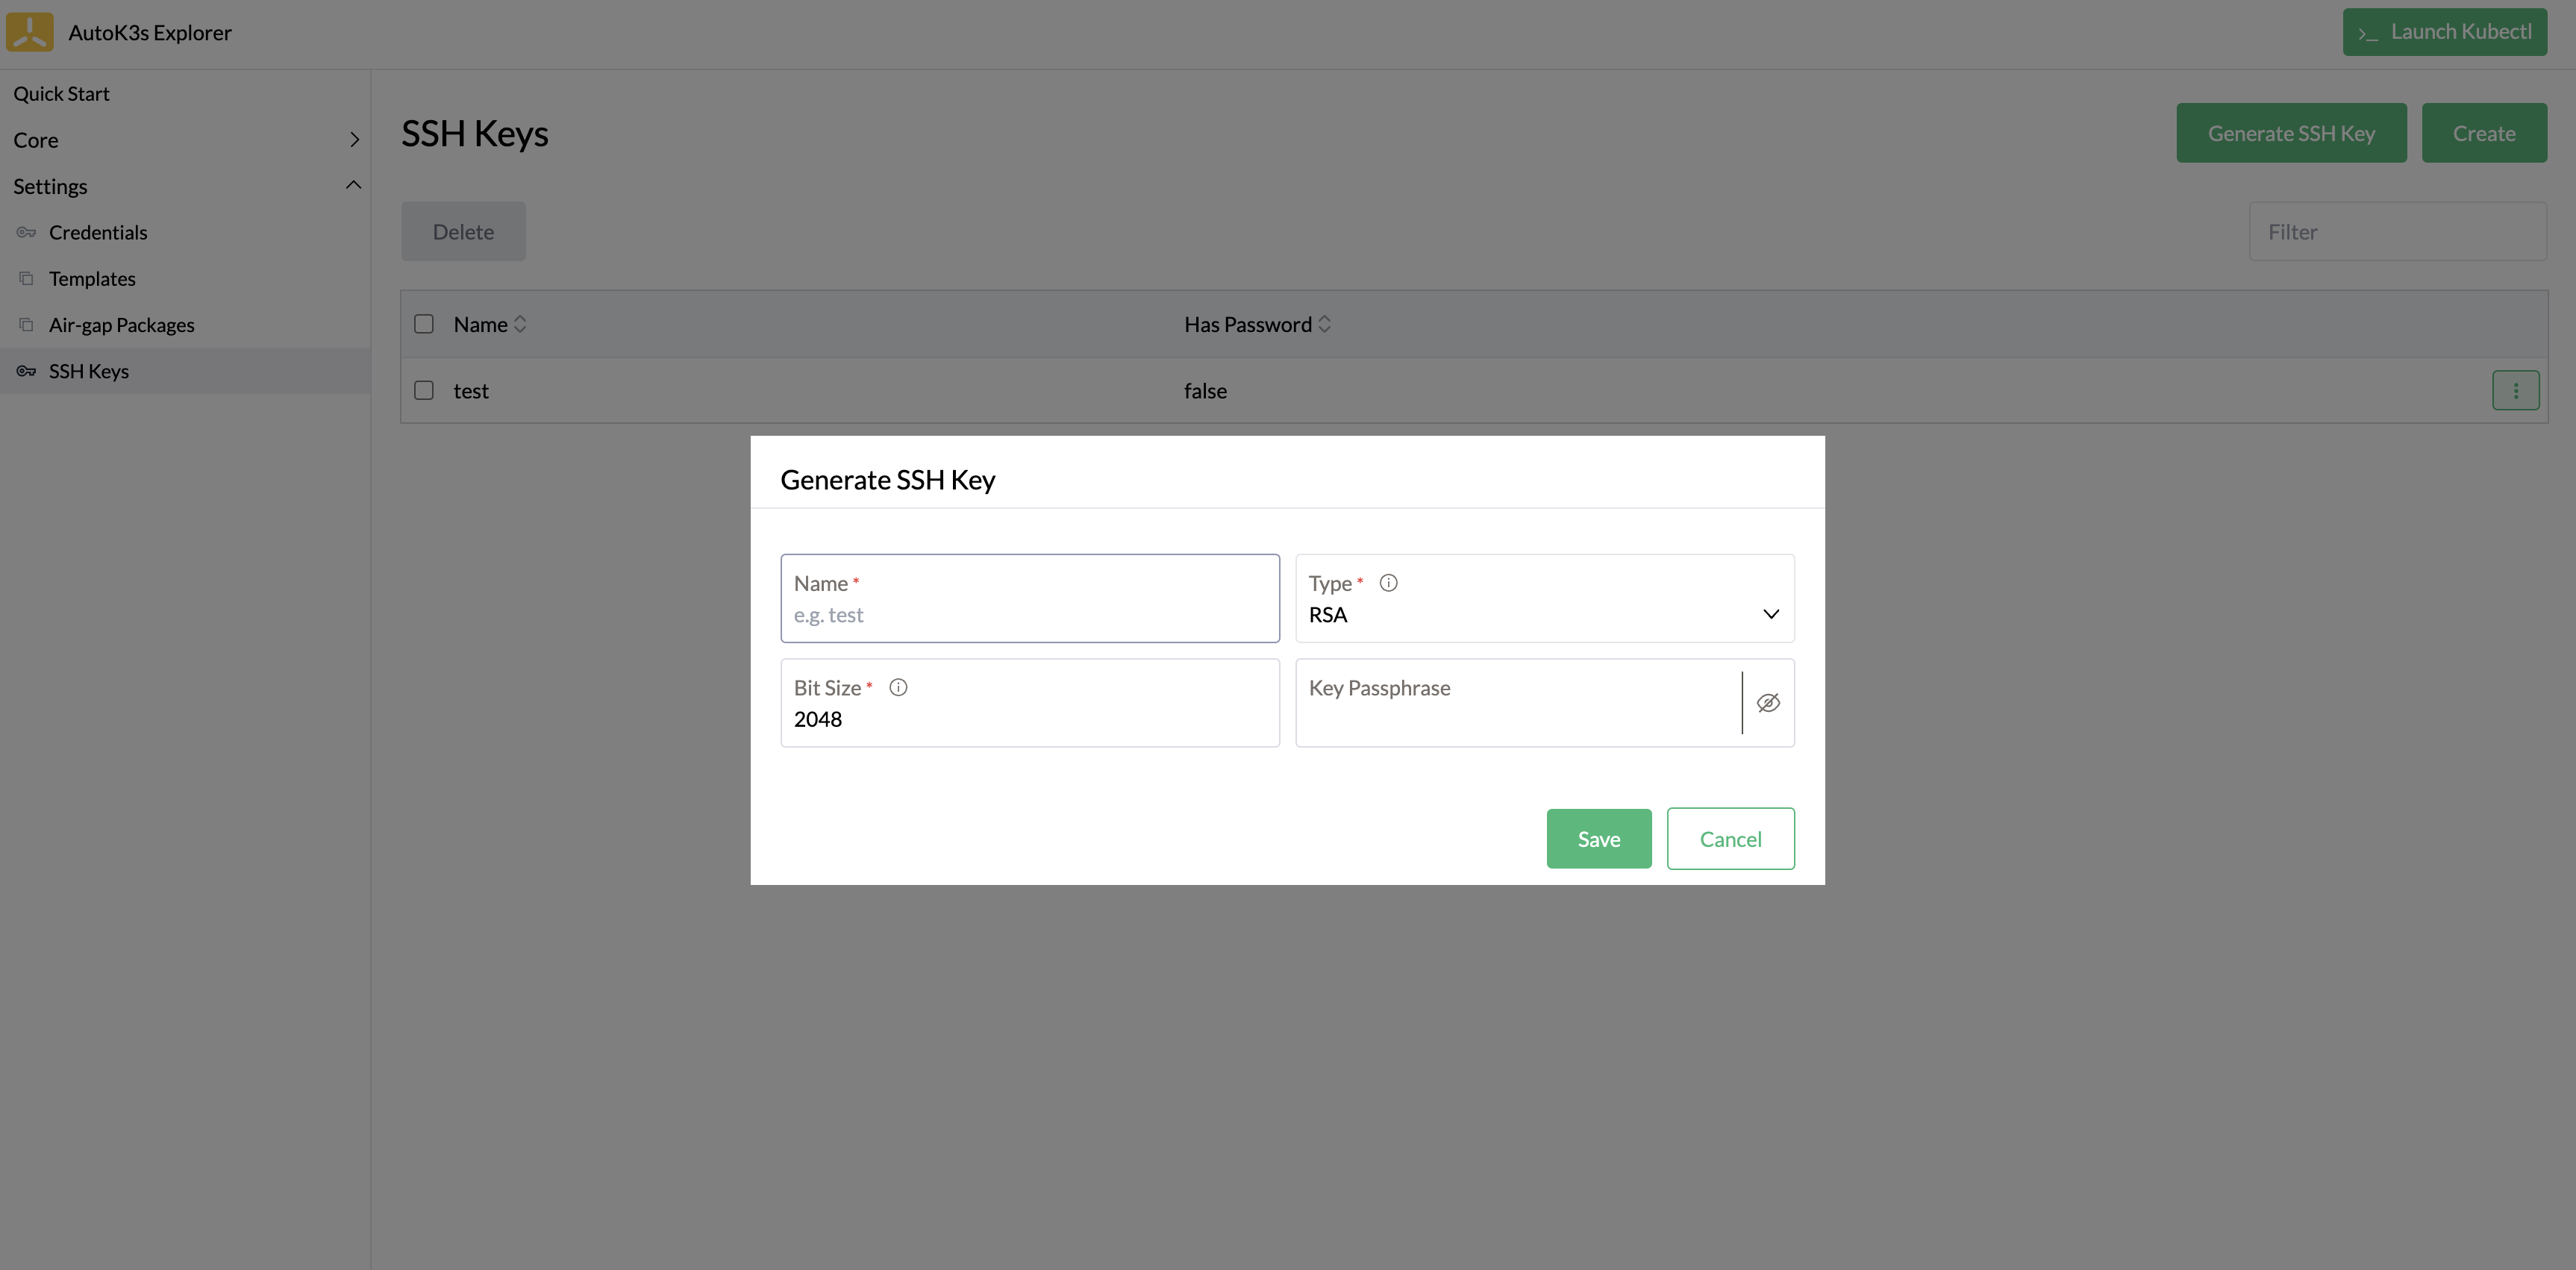 AutoK3s Explorer
>_ Launch Kubectl
Quick Start
Core
Settings
Credentials
Templates
Air-gap Packages
SSH Keys
SSH Keys
Generate SSH Key
Create
Delete
Filter
Name
Has Password
test
false
Generate SSH Key
Name *
e.g. test
Type *
RSA
Bit Size *
2048
Key Passphrase
Save
Cancel